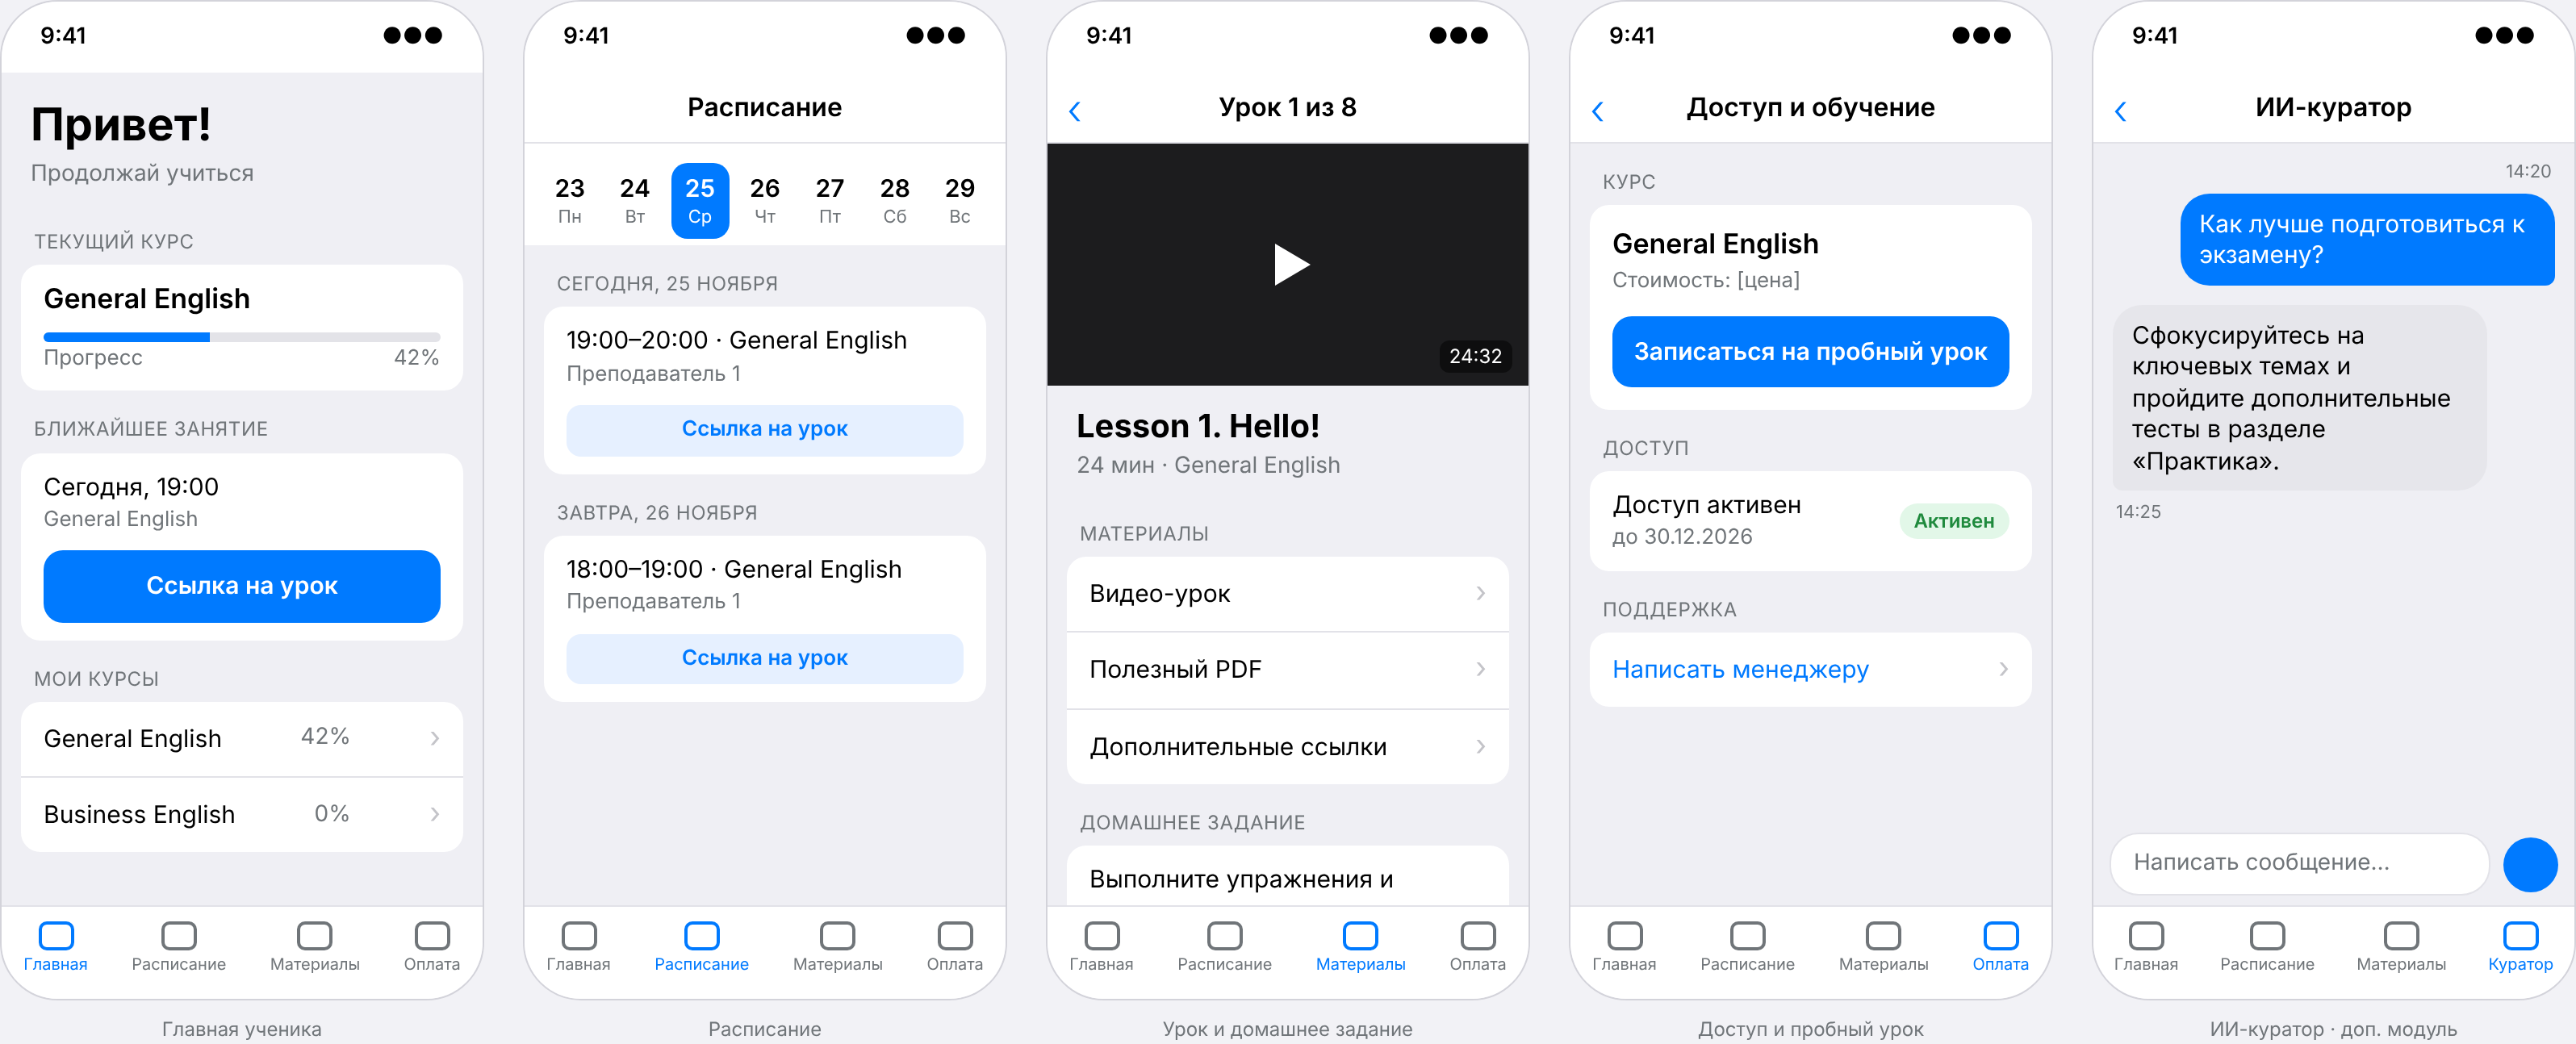 9:41
Привет!
Продолжай учиться
ТЕКУЩИЙ КУРС
General English
Прогресс 42%
БЛИЖАЙШЕЕ ЗАНЯТИЕ
Сегодня, 19:00
General English
Ссылка на урок
МОИ КУРСЫ
General English 42%
Business English 0%
Главная Расписание Материалы Оплата
Главная ученика
9:41
Расписание
23 24 25 26 27 28 29
Пн Вт Ср Чт Пт Сб Вс
СЕГОДНЯ, 25 НОЯБРЯ
19:00–20:00 · General English
Преподаватель 1
Ссылка на урок
ЗАВТРА, 26 НОЯБРЯ
18:00–19:00 · General English
Преподаватель 1
Ссылка на урок
Главная Расписание Материалы Оплата
Расписание
9:41
Урок 1 из 8
24:32
Lesson 1. Hello!
24 мин · General English
МАТЕРИАЛЫ
Видео-урок
Полезный PDF
Дополнительные ссылки
ДОМАШНЕЕ ЗАДАНИЕ
Выполните упражнения и
Главная Расписание Материалы Оплата
Урок и домашнее задание
9:41
Доступ и обучение
КУРС
General English
Стоимость: [цена]
Записаться на пробный урок
ДОСТУП
Доступ активен
до 30.12.2026
Активен
ПОДДЕРЖКА
Написать менеджеру
Главная Расписание Материалы Оплата
Доступ и пробный урок
9:41
ИИ-куратор
14:20
Как лучше подготовиться к
экзамену?
Сфокусируйтесь на
ключевых темах и
пройдите дополнительные
тесты в разделе
«Практика».
14:25
Написать сообщение...
Главная Расписание Материалы Куратор
ИИ-куратор · доп. модуль